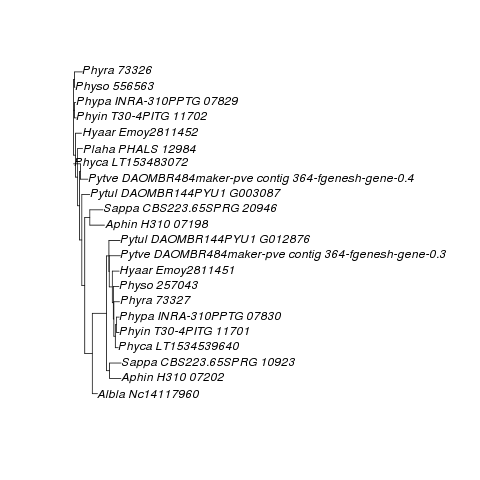 Phyra 73326
Physo 556563
Phypa INRA-310PPTG 07829
Phyin T30-4PITG 11702
Hyaar Emoy2811452
Plaha PHALS 12984
Phyca LT153483072
Pytve DAOMBR484maker-pve contig 364-fgenesh-gene-0.4
Pytul DAOMBR144PYU1 G003087
Sappa CBS223.65SPRG 20946
Aphin H310 07198
Pytul DAOMBR144PYU1 G012876
Pytve DAOMBR484maker-pve contig 364-fgenesh-gene-0.3
Hyaar Emoy2811451
Physo 257043
Phyra 73327
Phypa INRA-310PPTG 07830
Phyin T30-4PITG 11701
Phyca LT1534539640
Sappa CBS223.65SPRG 10923
Aphin H310 07202
Albla Nc14117960